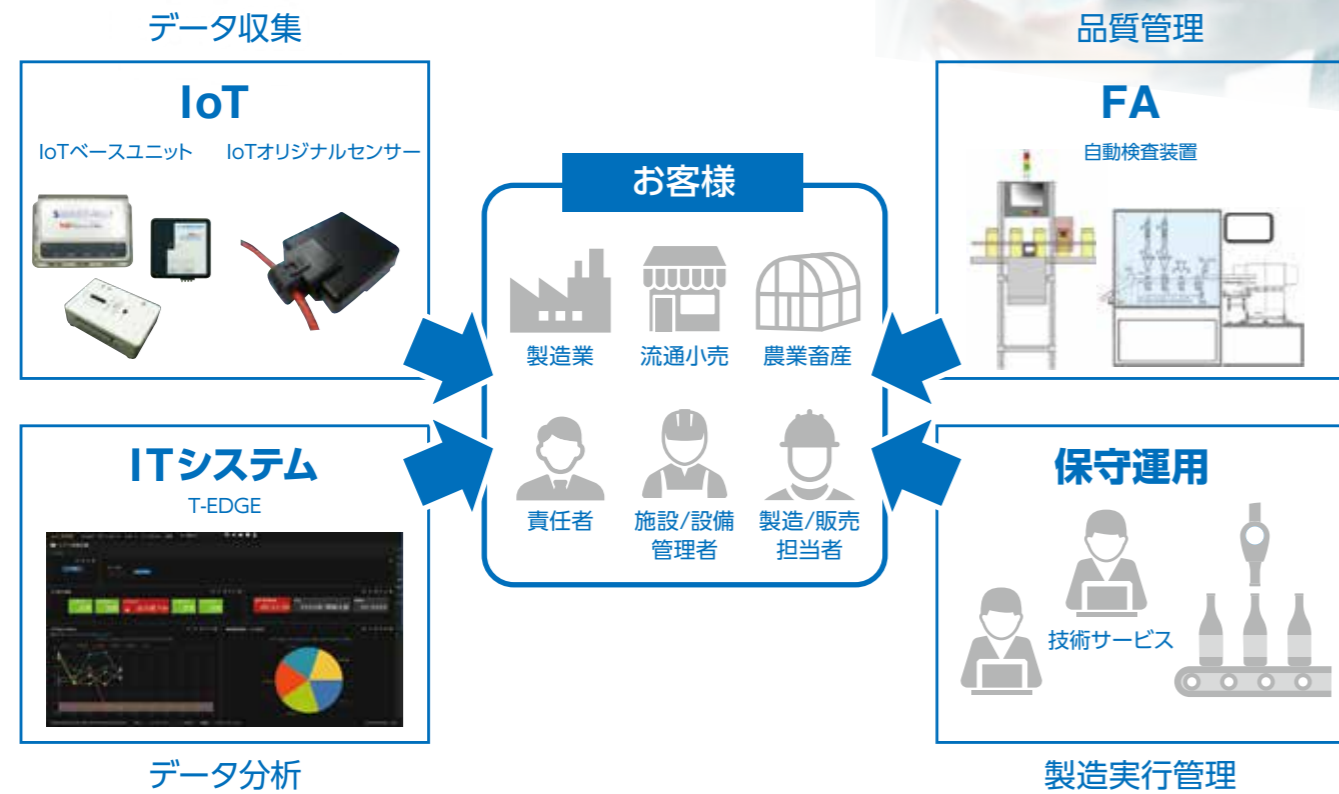 データ収集
IoT
IoTベースユニット
IoTオリジナルセンサー
品質管理
FA
自動検査装置
お客様
製造業
流通小売
農業畜産
責任者
施設/設備
管理者
製造/販売
担当者
ITシステム
T-EDGE
データ分析
保守運用
技術サービス
製造実行管理